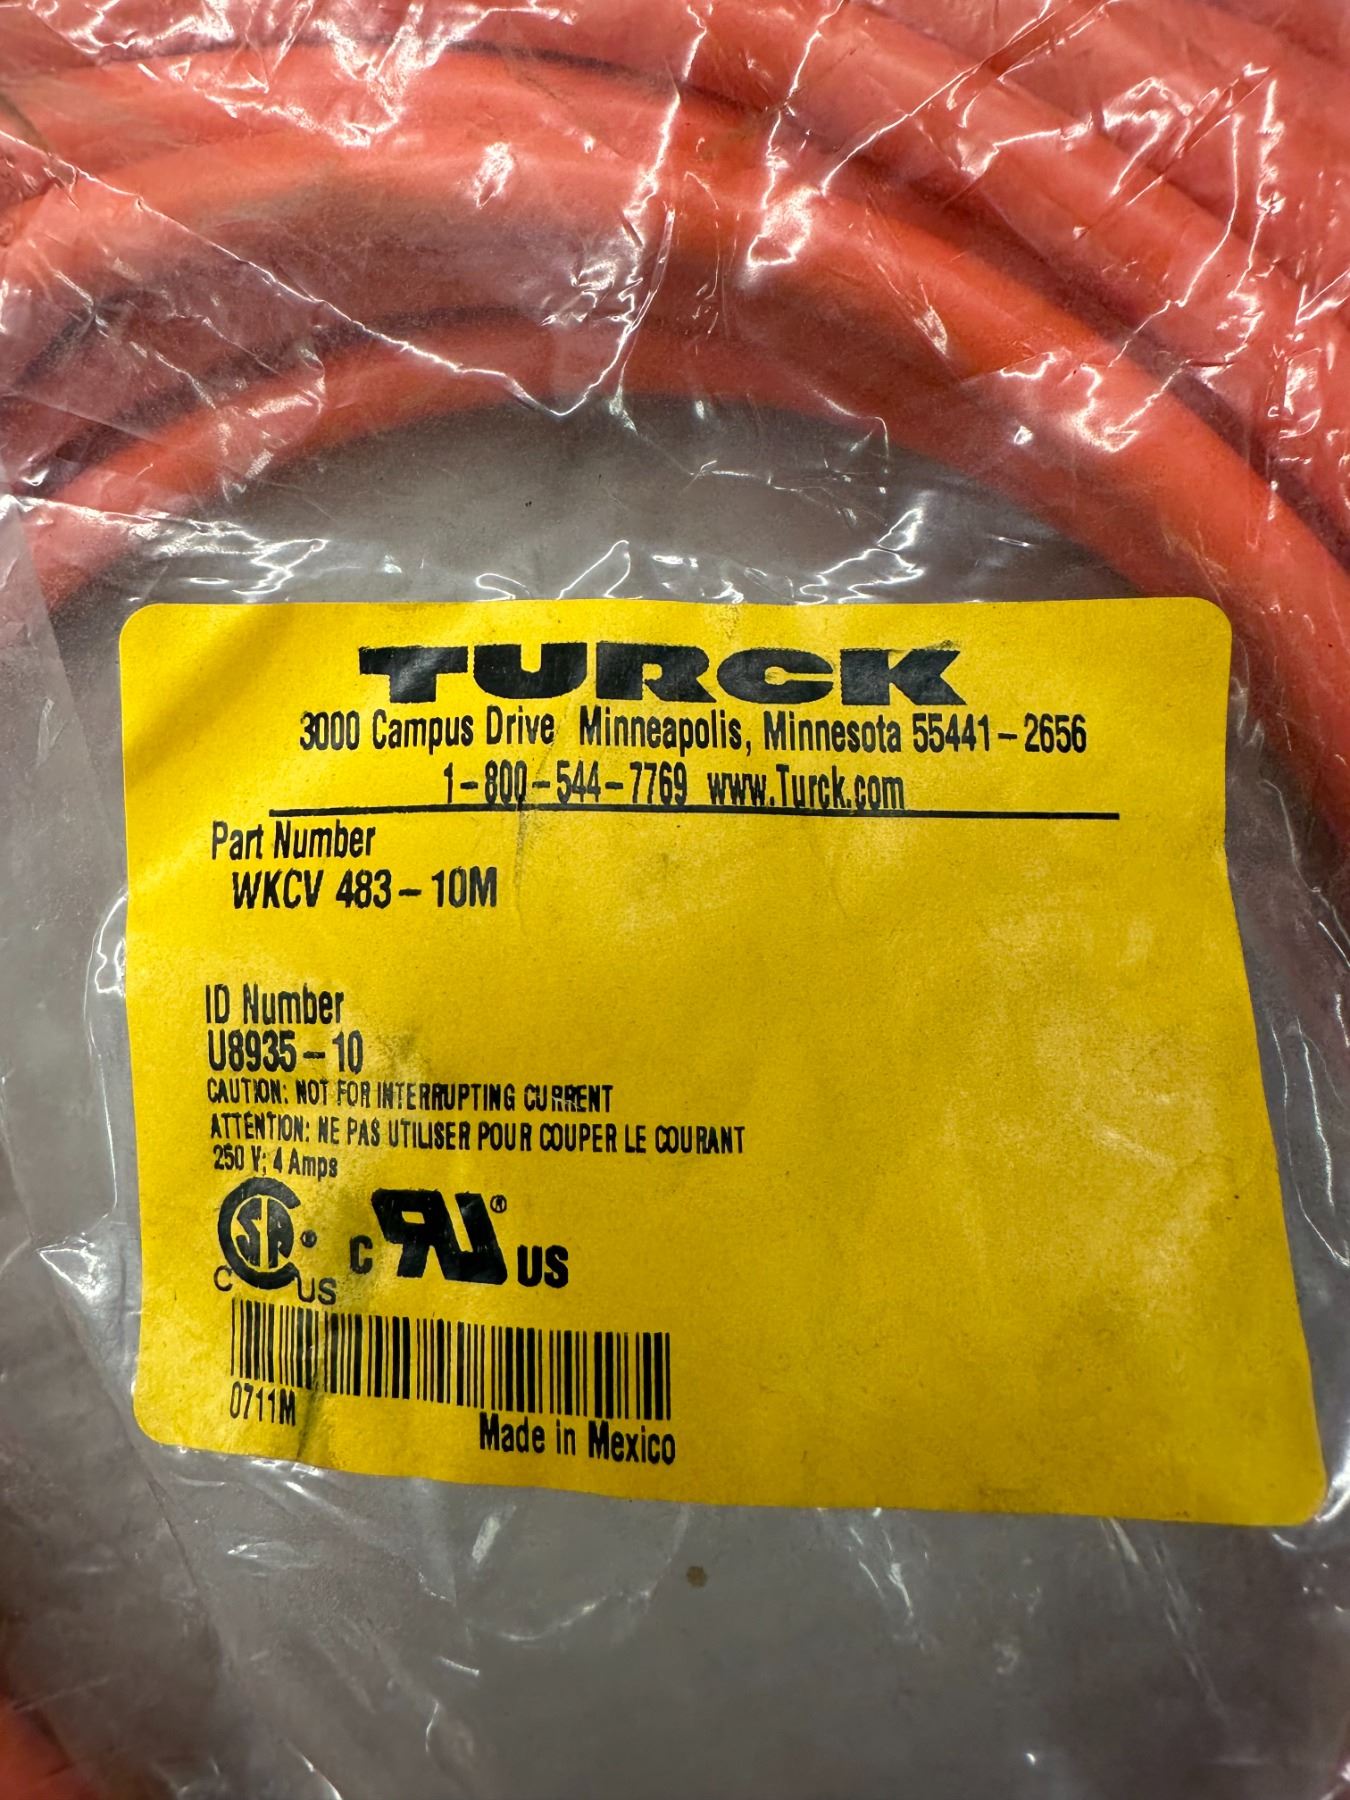 TURCK
3000 Campus Drive Minneapolis, Minnesota 55441-2656
1-800-544-7769 www.Turck.com
Part Number
WKCV 483-10M
ID Number
U8935-10
CAUTION: NOT FOR INTERRUPTING CURRENT
ATTENTION: NE PAS UTILISER POUR COUPER LE COURANT
250 V; 4 Amps
C SA® US c RU® US
0711M
Made in Mexico